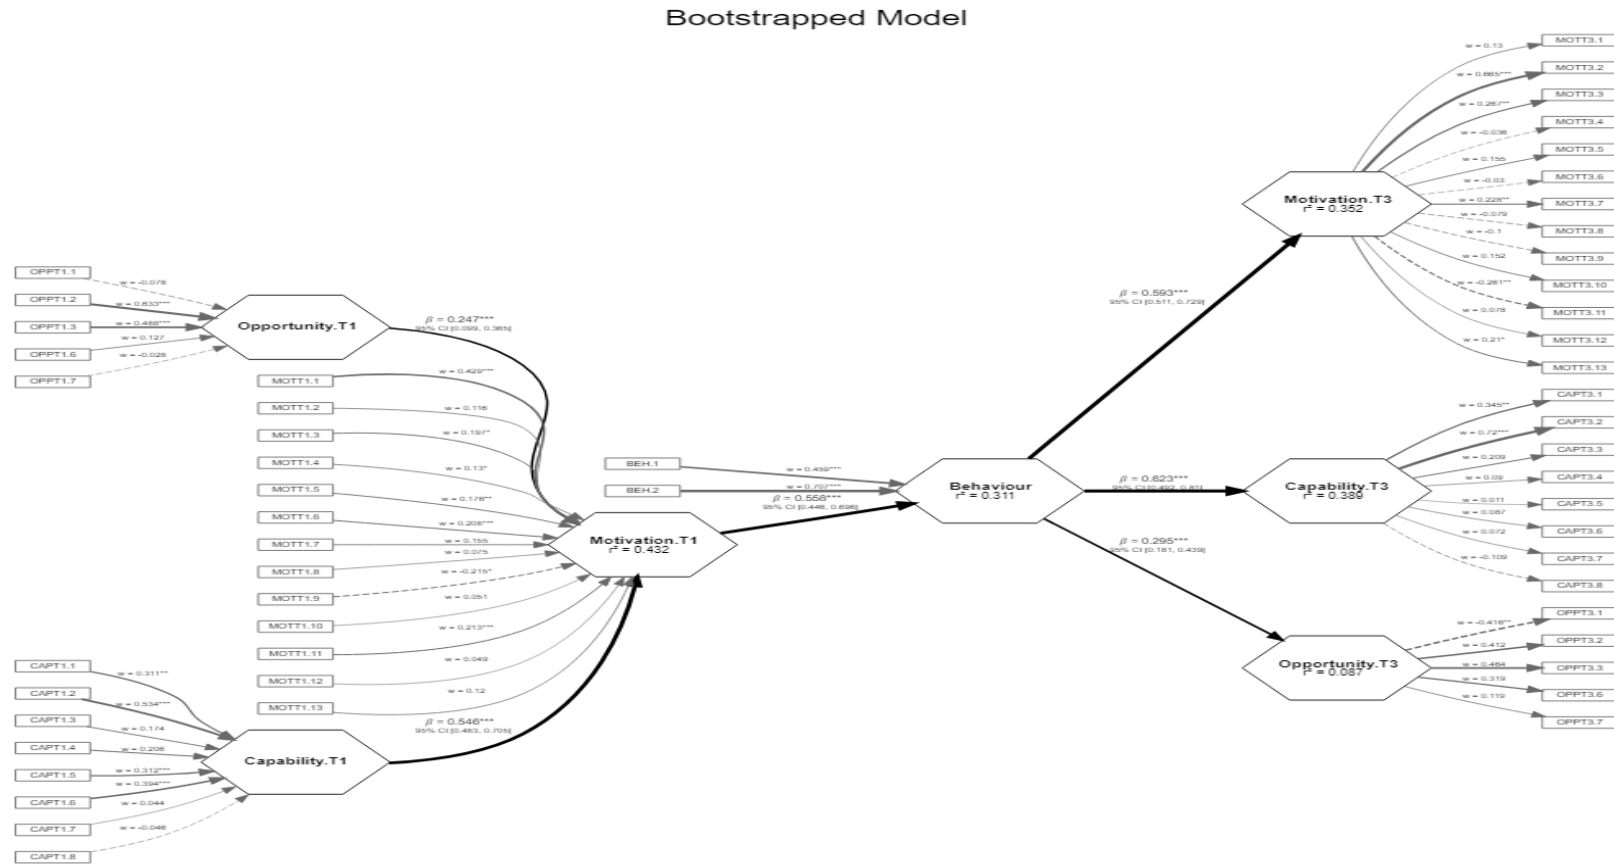 Bootstrapped Model
OPPT1.1
w = -0.078
OPPT1.2
w = 0.633***
OPPT1.3
w = 0.468***
OPPT1.6
w = 0.127
OPPT1.7
w = -0.028
Opportunity.T1
β = 0.247***
95% CI [0.099, 0.365]
MOTT1.1
w = 0.429***
MOTT1.2
w = 0.116
MOTT1.3
w = 0.197*
MOTT1.4
w = 0.13*
MOTT1.5
w = 0.176**
MOTT1.6
w = 0.208***
MOTT1.7
w = 0.155
MOTT1.8
w = 0.075
MOTT1.9
w = -0.215*
MOTT1.10
w = 0.051
MOTT1.11
w = 0.213***
MOTT1.12
w = 0.049
MOTT1.13
w = 0.12
Motivation.T1
r² = 0.432
CAPT1.1
w = 0.311**
CAPT1.2
w = 0.534***
CAPT1.3
w = 0.174
CAPT1.4
w = 0.206
CAPT1.5
w = 0.312***
CAPT1.6
w = 0.394***
CAPT1.7
w = 0.044
CAPT1.8
w = -0.046
Capability.T1
β = 0.546***
95% CI [0.483, 0.705]
BEH.1
w = 0.459***
BEH.2
w = 0.707***
β = 0.558***
95% CI [0.446, 0.696]
Behaviour
r² = 0.311
β = 0.593***
95% CI [0.511, 0.729]
β = 0.623***
95% CI [0.492, 0.81]
β = 0.295***
95% CI [0.181, 0.439]
Motivation.T3
r² = 0.352
w = 0.13
MOTT3.1
w = 0.665***
MOTT3.2
w = 0.267**
MOTT3.3
w = -0.036
MOTT3.4
w = 0.155
MOTT3.5
w = -0.03
MOTT3.6
w = 0.228**
MOTT3.7
w = -0.079
MOTT3.8
w = -0.1
MOTT3.9
w = 0.152
MOTT3.10
w = -0.261**
MOTT3.11
w = 0.078
MOTT3.12
w = 0.21*
MOTT3.13
Capability.T3
r² = 0.389
w = 0.345**
CAPT3.1
w = 0.72***
CAPT3.2
w = 0.209
CAPT3.3
w = 0.09
CAPT3.4
w = 0.011
CAPT3.5
w = 0.087
CAPT3.6
w = 0.072
CAPT3.7
w = -0.109
CAPT3.8
Opportunity.T3
r² = 0.087
w = -0.416**
OPPT3.1
w = 0.412
OPPT3.2
w = 0.464
OPPT3.3
w = 0.319
OPPT3.6
w = 0.119
OPPT3.7